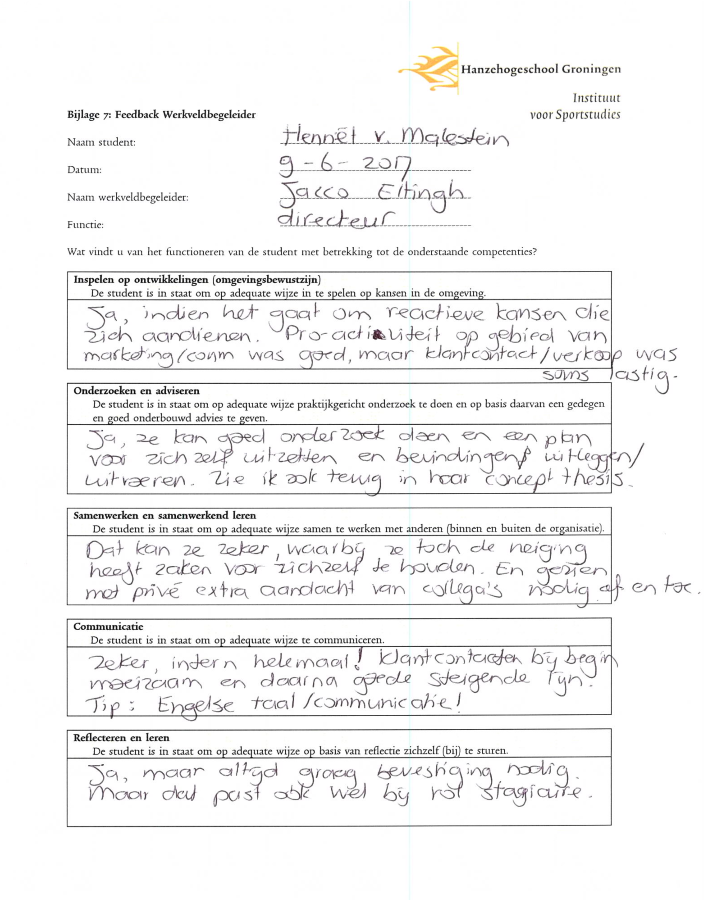 Hanzehogeschool Groningen
Instituut
voor Sportstudies
Bijlage 7: Feedback Werkveldbegeleider
Naam student: Hennët v. Malestein
Datum: 9-6-2017
Naam werkveldbegeleider: Jacco Eltingh
Functie: directeur
Wat vindt u van het functioneren van de student met betrekking tot de onderstaande competenties?
Inspelen op ontwikkelingen (omgevingsbewustzijn)
De student is in staat om op adequate wijze in te spelen op kansen in de omgeving.
Ja, indien het gaat om reactieve kansen die
zich aandienen. Pro-activiteit op gebied van
marketing/comm was goed, maar klantcontact/verkoop was
soms lastig.
Onderzoeken en adviseren
De student is in staat om op adequate wijze praktijkgericht onderzoek te doen en op basis daarvan een gedegen
en goed onderbouwd advies te geven.
Ja, ze kan goed onderzoek doen en een plan
voor zichzelf uitzetten en bevindingen uitleggen/
uitvoeren. Zie ik ook terug in haar concept thesis.
Samenwerken en samenwerkend leren
De student is in staat om op adequate wijze samen te werken met anderen (binnen en buiten de organisatie).
Dat kan ze zeker, waarbij ze toch de neiging
heeft zaken voor zichzelf te houden. En gezien
met privé extra aandacht van collega's nodig af en toe.
Communicatie
De student is in staat om op adequate wijze te communiceren.
Zeker, intern helemaal! Klantcontacten bij begin
moeizaam en daarna goede steigende lijn.
Tip: Engelse taal/communicatie!
Reflecteren en leren
De student is in staat om op adequate wijze op basis van reflectie zichzelf (bij) te sturen.
Ja, maar altijd graag bevestiging nodig.
Maar dat past ook wel bij rol stagiaire.